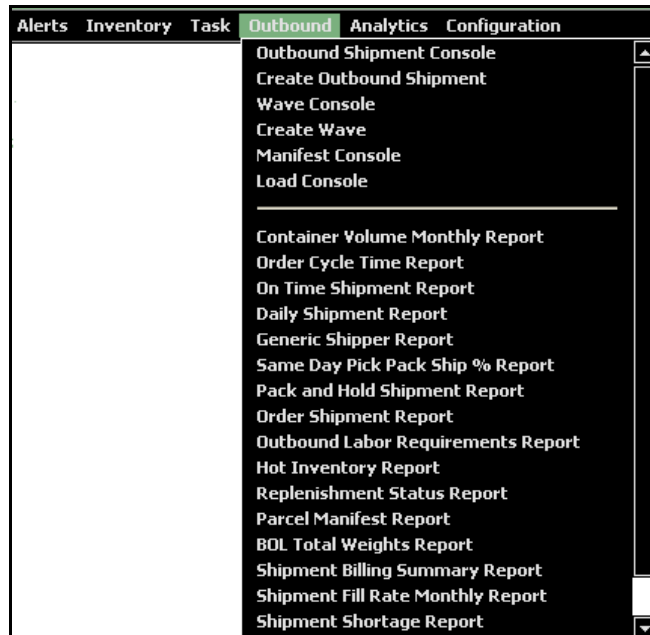 Alerts Inventory Task Outbound Analytics Configuration
Outbound Shipment Console
Create Outbound Shipment
Wave Console
Create Wave
Manifest Console
Load Console
Container Volume Monthly Report
Order Cycle Time Report
On Time Shipment Report
Daily Shipment Report
Generic Shipper Report
Same Day Pick Pack Ship % Report
Pack and Hold Shipment Report
Order Shipment Report
Outbound Labor Requirements Report
Hot Inventory Report
Replenishment Status Report
Parcel Manifest Report
BOL Total Weights Report
Shipment Billing Summary Report
Shipment Fill Rate Monthly Report
Shipment Shortage Report